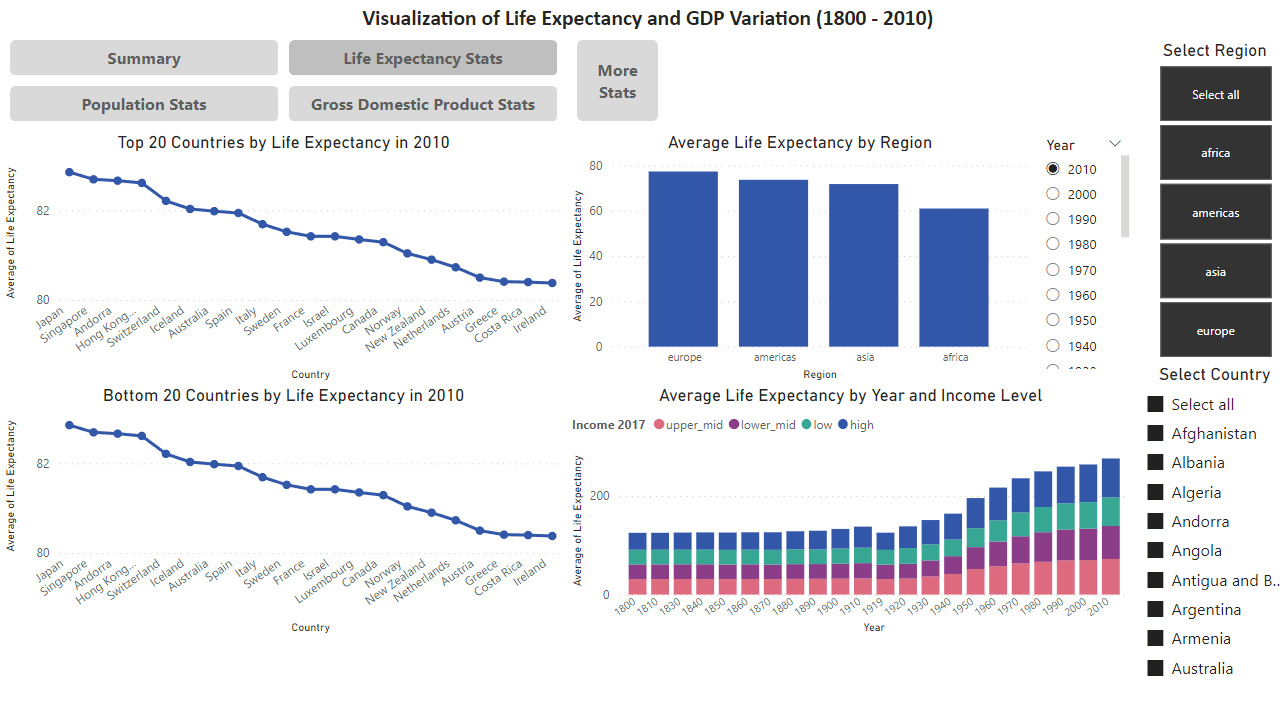 Visualization of Life Expectancy and GDP Variation (1800 - 2010)
Summary
Life Expectancy Stats
More
Stats
Population Stats
Gross Domestic Product Stats
Select Region
Select all
africa
americas
asia
europe
Top 20 Countries by Life Expectancy in 2010
Average of Life Expectancy
82
80
Japan
Singapore
Andorra
Hong Kong...
Switzerland
Iceland
Australia
Spain
Italy
Sweden
France
Israel
Luxembourg
Canada
Norway
New Zealand
Netherlands
Austria
Greece
Costa Rica
Ireland
Country
Average Life Expectancy by Region
Average of Life Expectancy
80
60
40
20
0
europe
americas
asia
africa
Region
Year
2010
2000
1990
1980
1970
1960
1950
1940
Bottom 20 Countries by Life Expectancy in 2010
Average of Life Expectancy
82
80
Japan
Singapore
Andorra
Hong Kong...
Switzerland
Iceland
Australia
Spain
Italy
Sweden
France
Israel
Luxembourg
Canada
Norway
New Zealand
Netherlands
Austria
Greece
Costa Rica
Ireland
Country
Average Life Expectancy by Year and Income Level
Income 2017 upper_mid lower_mid low high
Average of Life Expectancy
200
0
1800
1810
1830
1840
1850
1860
1870
1880
1890
1900
1910
1919
1920
1930
1940
1950
1960
1970
1980
1990
2000
2010
Year
Select Country
Select all
Afghanistan
Albania
Algeria
Andorra
Angola
Antigua and B...
Argentina
Armenia
Australia